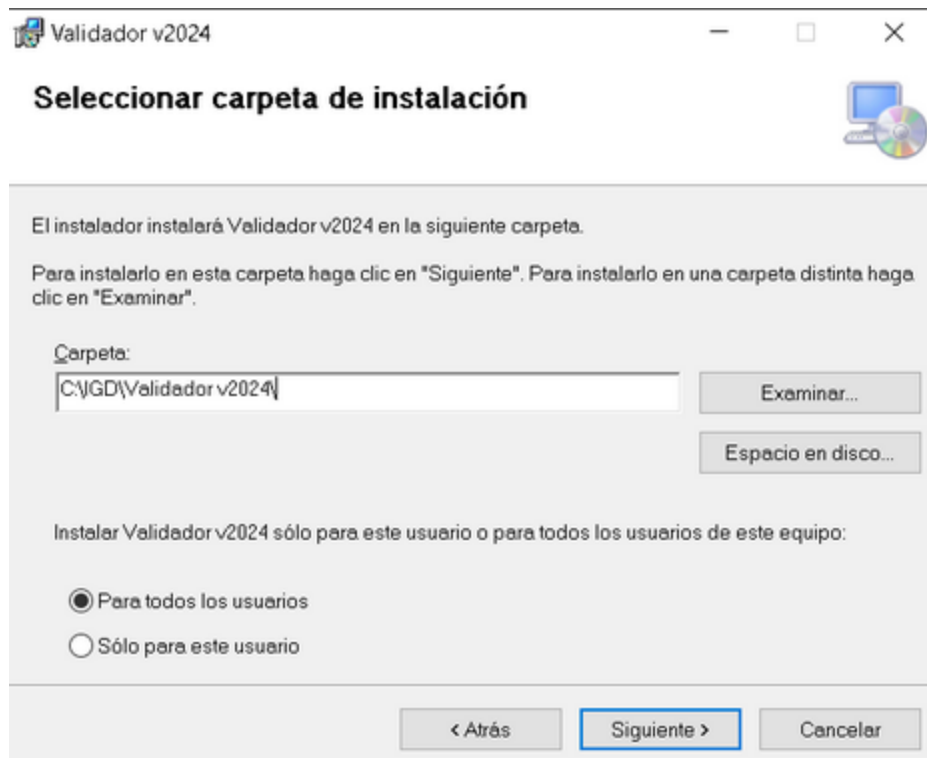 Validador v2024
Seleccionar carpeta de instalación
El instalador instalará Validador v2024 en la siguiente carpeta.
Para instalarlo en esta carpeta haga clic en "Siguiente". Para instalarlo en una carpeta distinta haga
clic en "Examinar".
Carpeta:
C:\IGD\Validador v2024\
Examinar...
Espacio en disco...
Instalar Validador v2024 sólo para este usuario o para todos los usuarios de este equipo:
Para todos los usuarios
Sólo para este usuario
< Atrás
Siguiente >
Cancelar